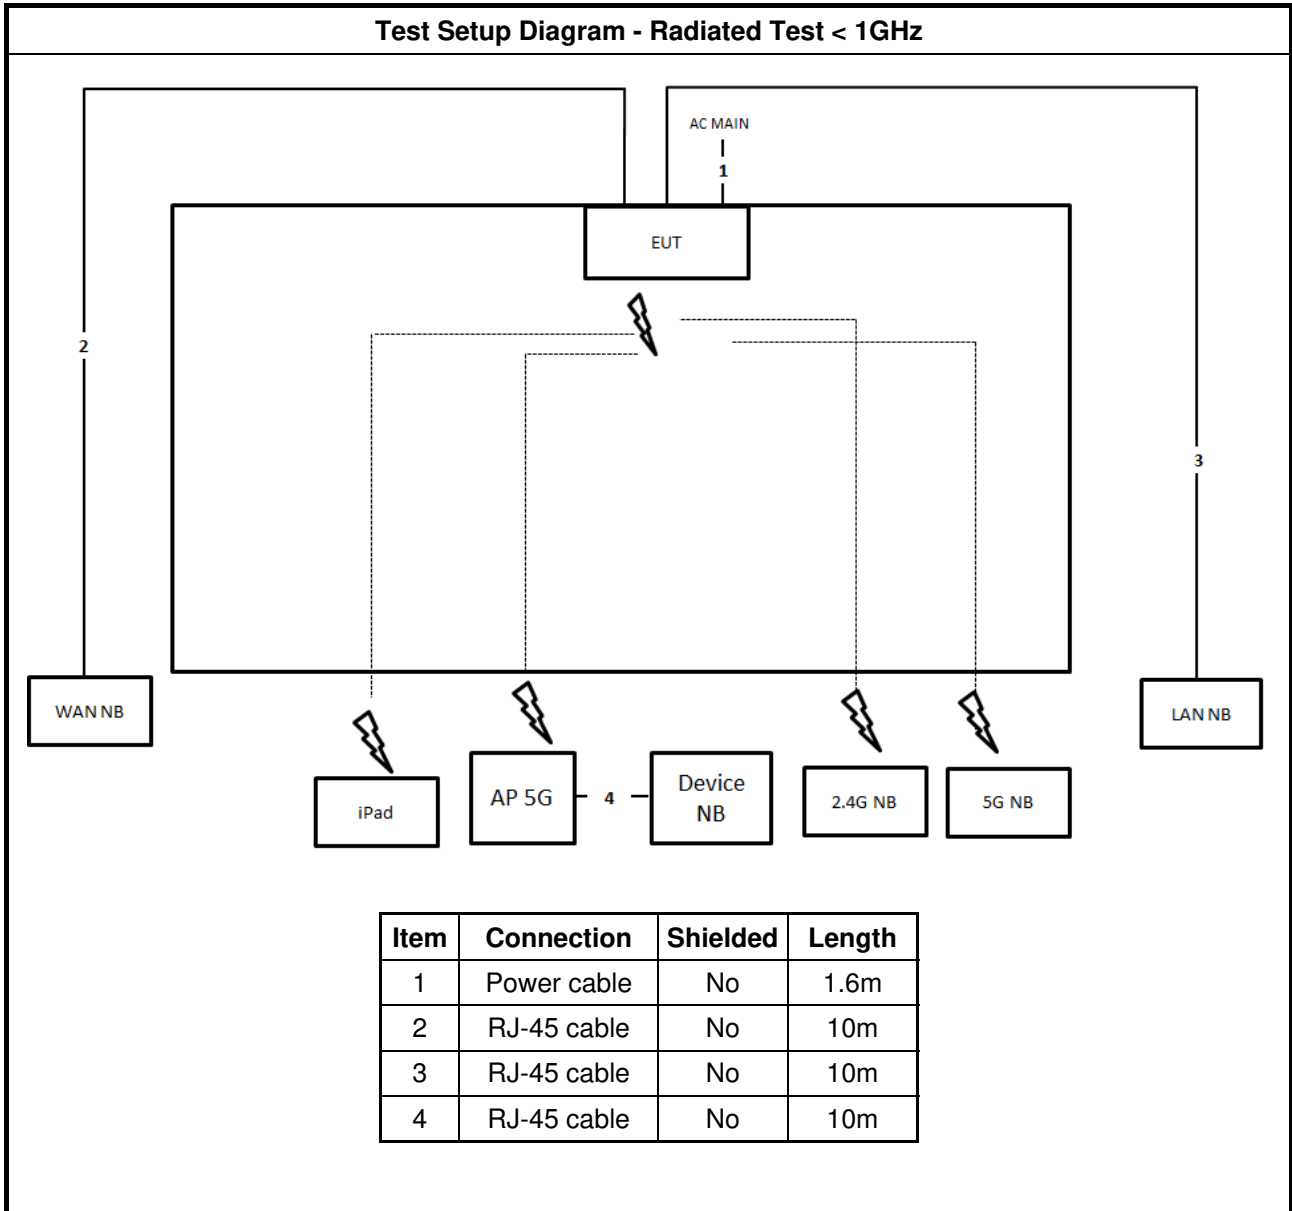 Test Setup Diagram - Radiated Test < 1GHz
AC MAIN
1
EUT
2
3
WAN NB
LAN NB
iPad
AP 5G
4
Device
NB
2.4G NB
5G NB
Item Connection Shielded Length
1 Power cable No 1.6m
2 RJ-45 cable No 10m
3 RJ-45 cable No 10m
4 RJ-45 cable No 10m